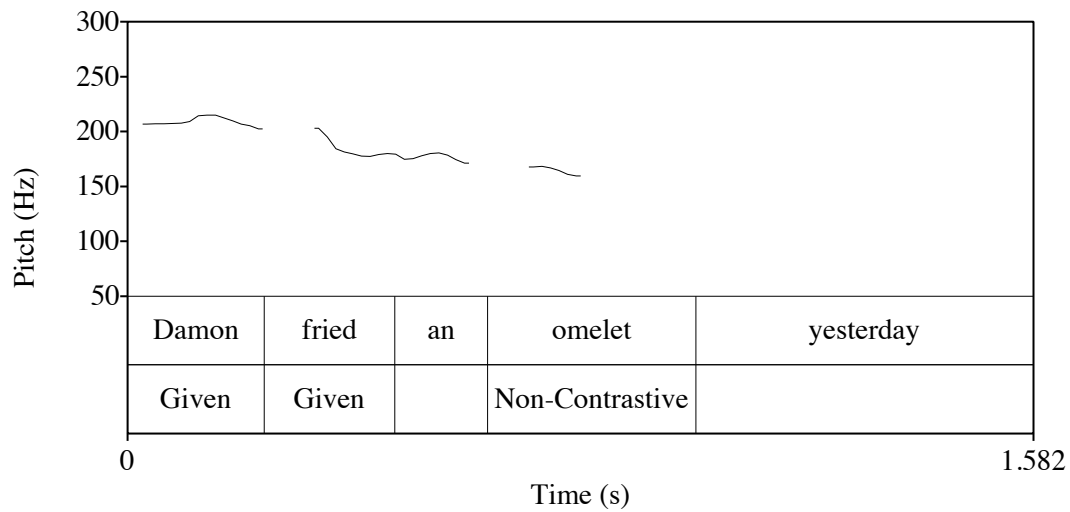 300
250
200
150
100
50
Pitch (Hz)
Damon fried an omelet yesterday
Given Given Non-Contrastive
0 1.582
Time (s)